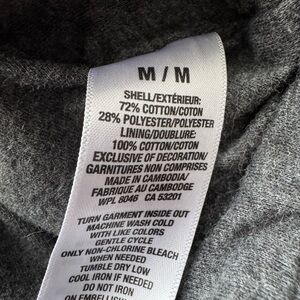 M / M
SHELL/EXTÉRIEUR:
72% COTTON/COTON
28% POLYESTER/POLYESTER
LINING/DOUBLURE:
100% COTTON/COTON
EXCLUSIVE OF DECORATION/
GARNITURES NON COMPRISES
MADE IN CAMBODIA/
FABRIQUE AU CAMBODGE
WPL 8046 CA 53201
TURN GARMENT INSIDE OUT
MACHINE WASH COLD
WITH LIKE COLORS
GENTLE CYCLE
ONLY NON-CHLORINE BLEACH
WHEN NEEDED
TUMBLE DRY LOW
COOL IRON IF NEEDED
DO NOT IRON